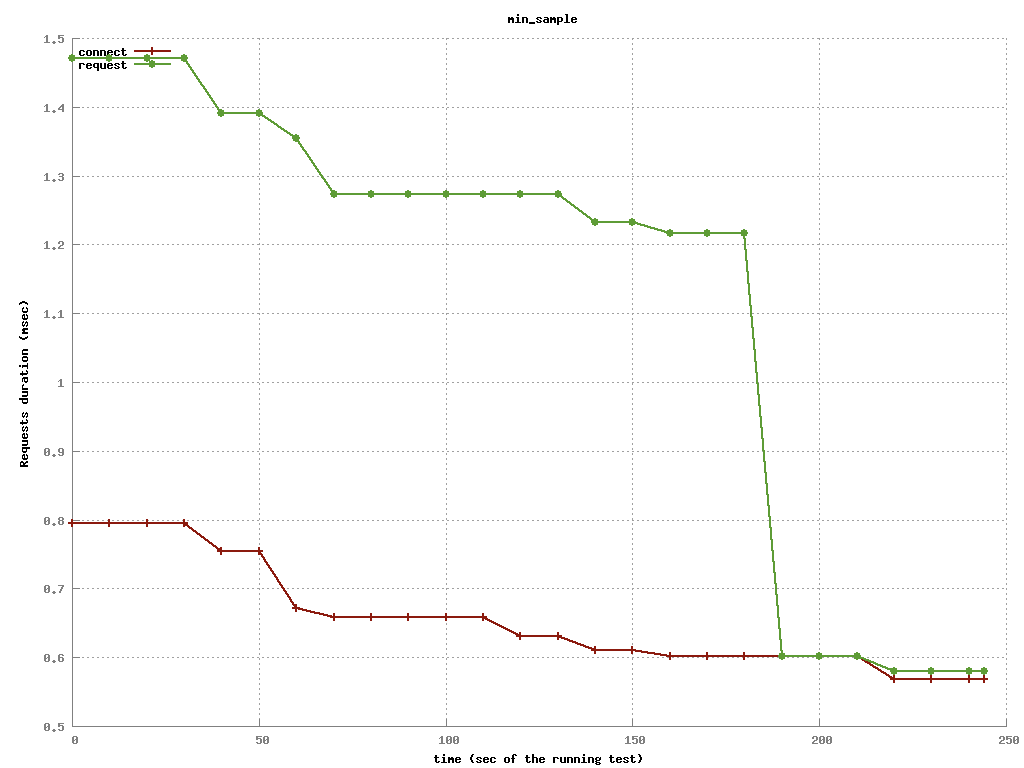 min_sample
1.5
connect
request
1.4
1.3
1.2
1.1
1
0.9
0.8
0.7
0.6
0.5
0 50 100 150 200 250
Requests duration (msec)
time (sec of the running test)